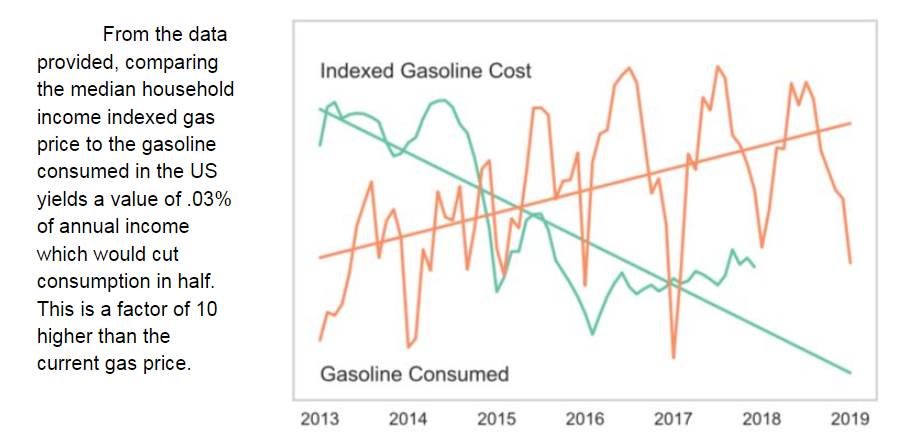 From the data
provided, comparing
the median household
income indexed gas
price to the gasoline
consumed in the US
yields a value of .03%
of annual income
which would cut
consumption in half.
This is a factor of 10
higher than the
current gas price.
Indexed Gasoline Cost
Gasoline Consumed
2013 2014 2015 2016 2017 2018 2019